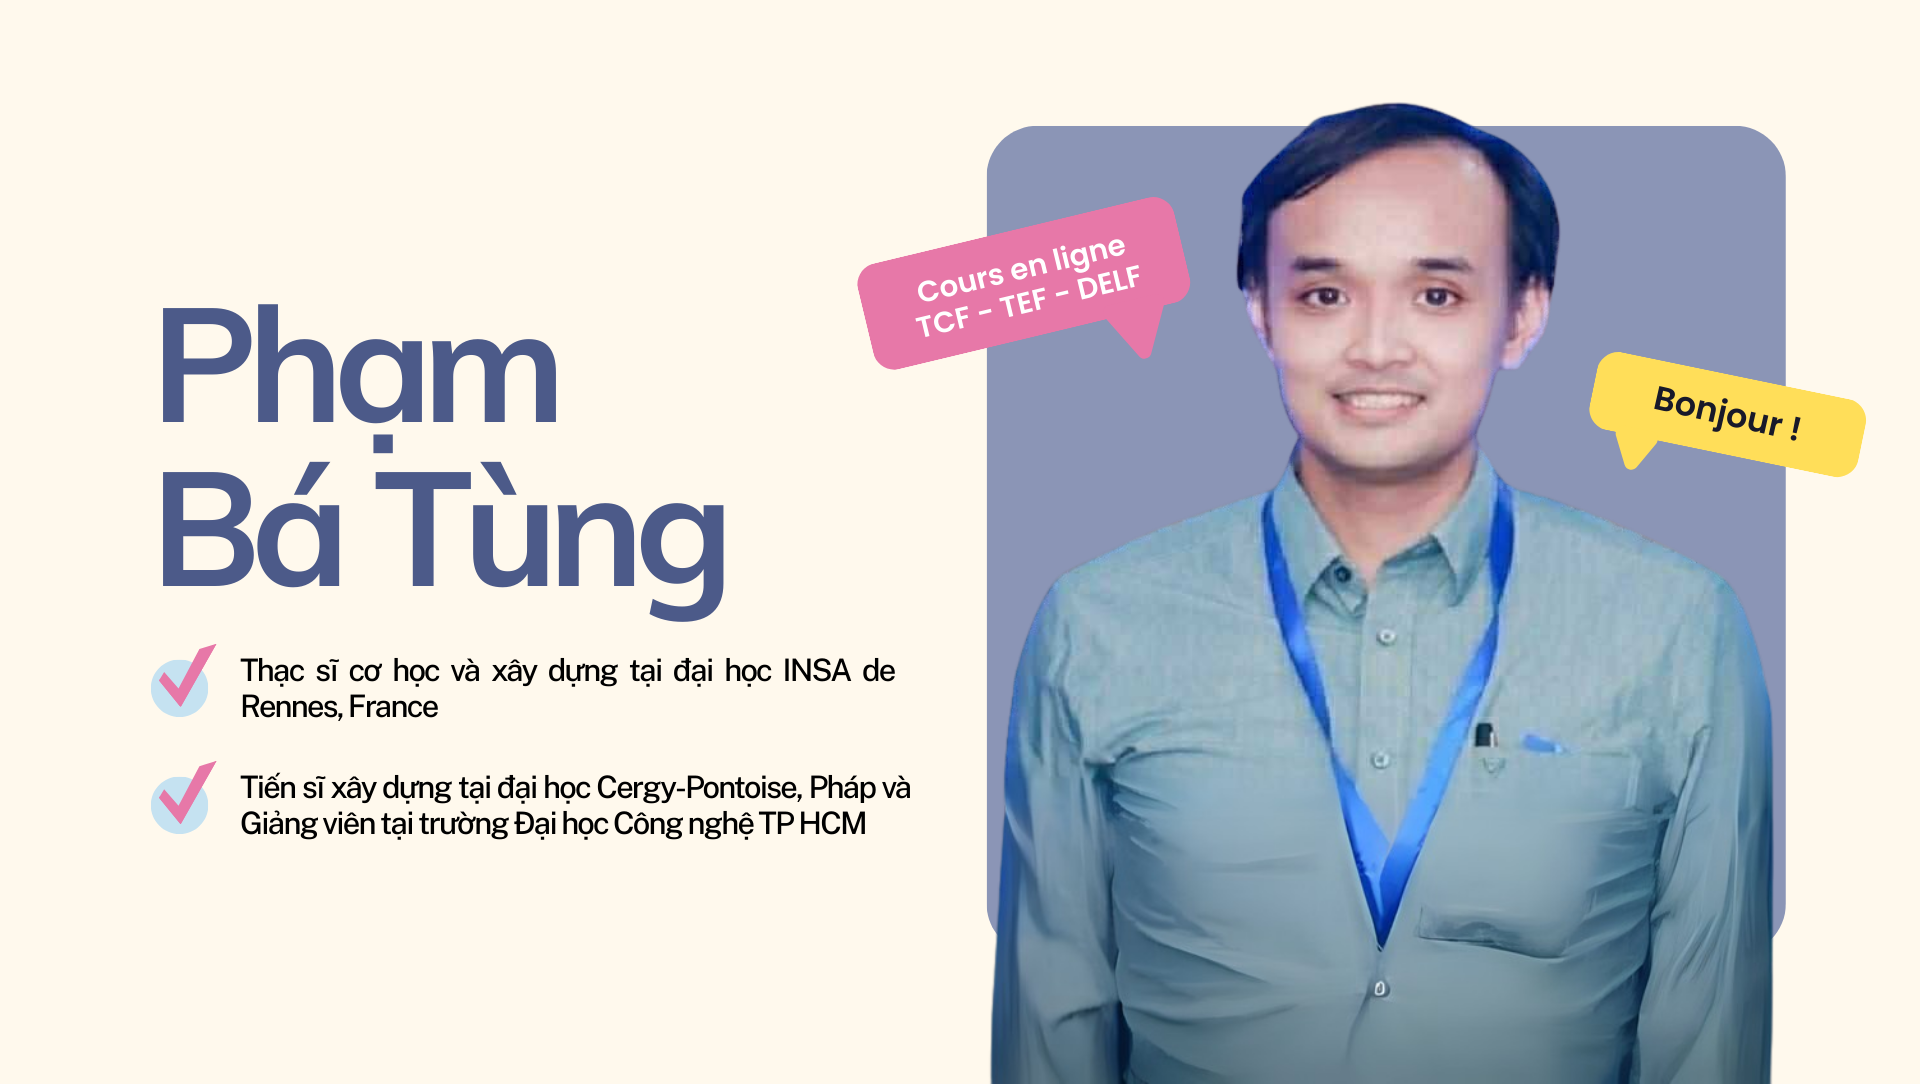 Phạm
Bá Tùng
Thạc sĩ cơ học và xây dựng tại đại học INSA de
Rennes, France
Tiến sĩ xây dựng tại đại học Cergy-Pontoise, Pháp và
Giảng viên tại trường Đại học Công nghệ TP HCM
Cours en ligne
TCF - TEF - DELF
Bonjour !